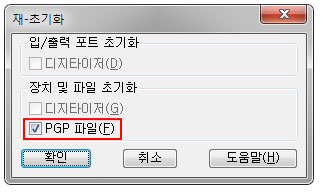 재-초기화
입/출력 포트 초기화
디지타이저(D)
장치 및 파일 초기화
디지타이저(G)
PGP 파일(F)
확인 취소 도움말(H)